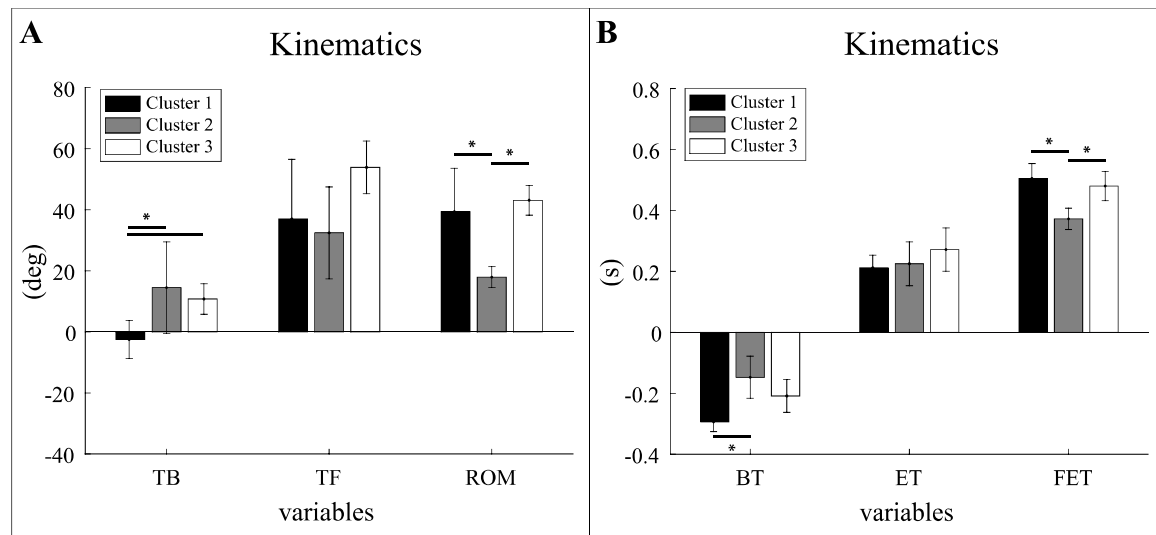 A
Kinematics
Cluster 1
Cluster 2
Cluster 3
80
60
40
20
0
-20
-40
(deg)
*
*
*
TB
TF
ROM
variables
B
Kinematics
Cluster 1
Cluster 2
Cluster 3
0.8
0.6
0.4
0.2
0
-0.2
-0.4
(s)
*
*
*
BT
ET
FET
variables